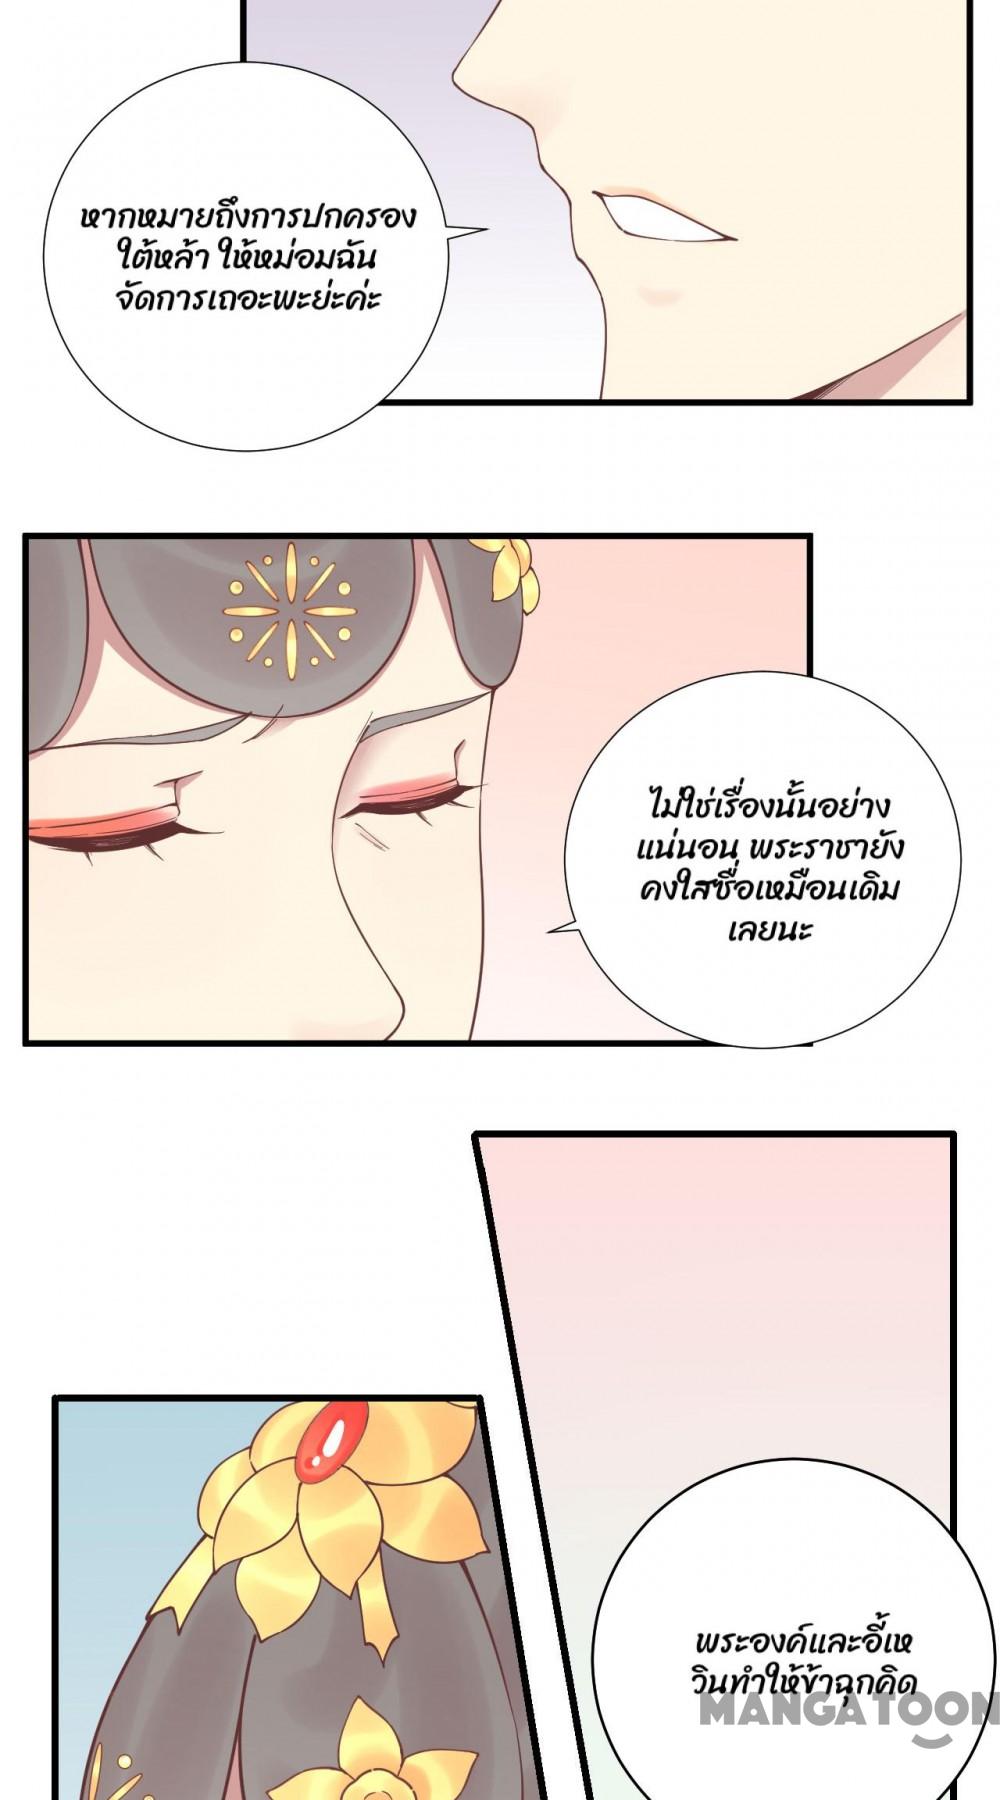 หากหมายถึงการปกครอง
ใต้หล้า ให้หม่อมฉัน
จัดการเถอะพะย่ะค่ะ
ไม่ใช่เรื่องนั้นอย่าง
แน่นอน พระราชายัง
คงใสซื่อเหมือนเดิม
เลยนะ
พระองค์และอี้เห
วินทำให้ข้าฉุกคิด
MANGATOON